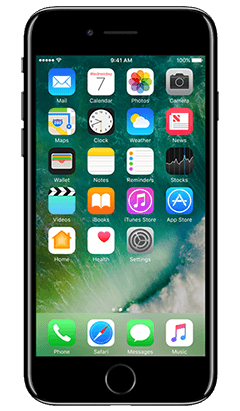 9:41 AM 100%
Wednesday
7
Mail Calendar Photos Camera
Maps Clock Weather News
Wallet Notes Reminders Stocks
Videos iBooks iTunes Store App Store
Home Health Settings
Phone Safari Messages Music